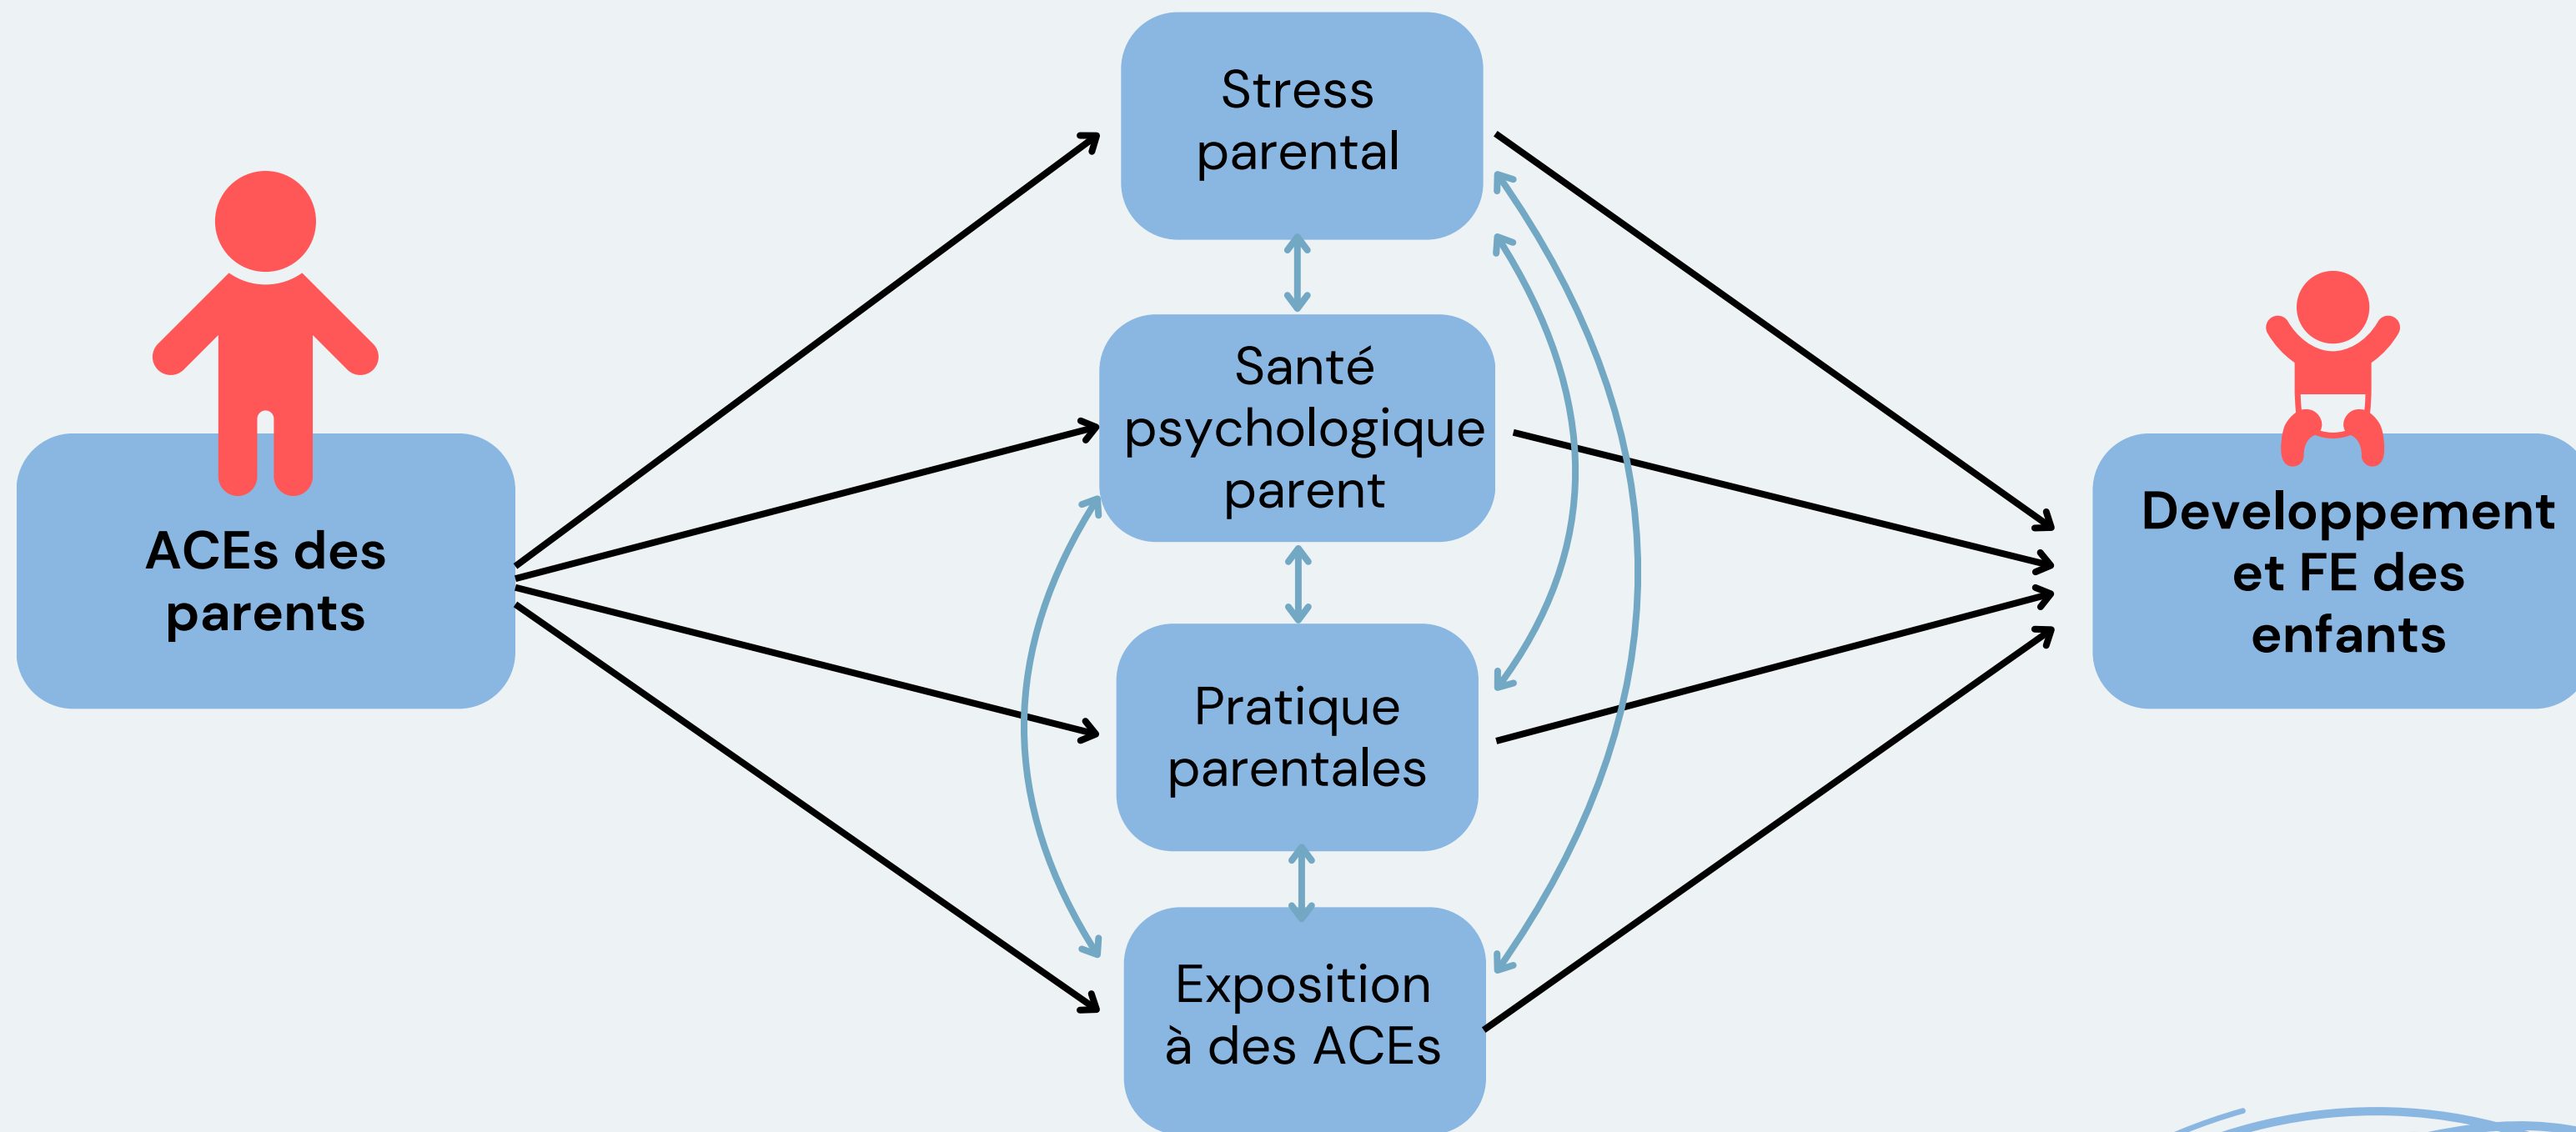 Stress
parental
Santé
psychologique
parent
ACEs des
parents
Developpement
et FE des
enfants
Pratique
parentales
Exposition
à des ACEs